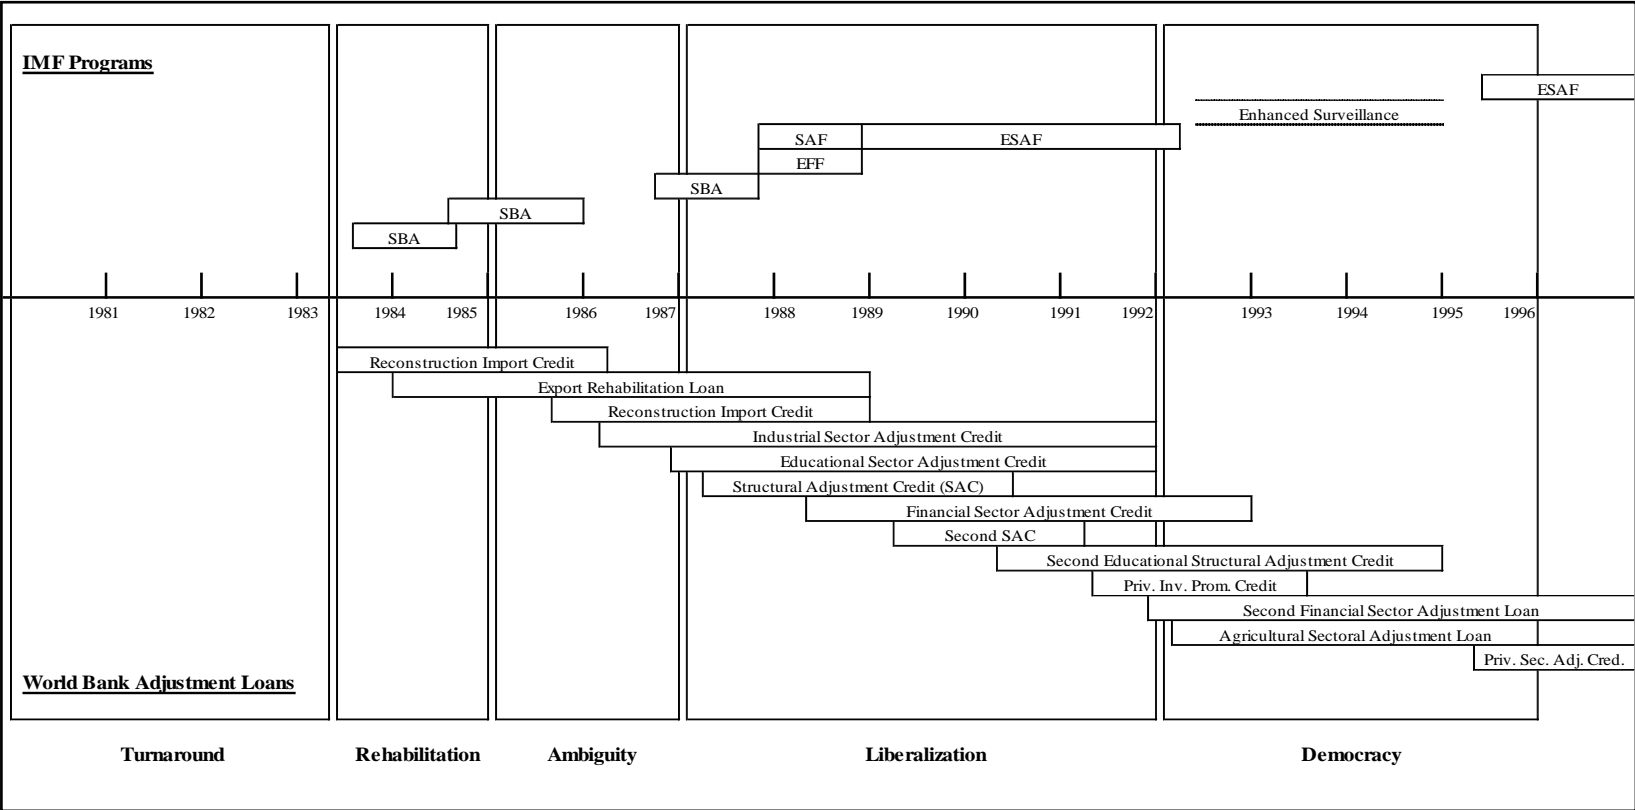 IMF Programs
ESAF
Enhanced Surveillance
SAF
ESAF
EFF
SBA
SBA
SBA
1981 1982 1983 1984 1985 1986 1987 1988 1989 1990 1991 1992 1993 1994 1995 1996
Reconstruction Import Credit
Export Rehabilitation Loan
Reconstruction Import Credit
Industrial Sector Adjustment Credit
Educational Sector Adjustment Credit
Structural Adjustment Credit (SAC)
Financial Sector Adjustment Credit
Second SAC
Second Educational Structural Adjustment Credit
Priv. Inv. Prom. Credit
Second Financial Sector Adjustment Loan
Agricultural Sectoral Adjustment Loan
Priv. Sec. Adj. Cred.
World Bank Adjustment Loans
Turnaround Rehabilitation Ambiguity Liberalization Democracy